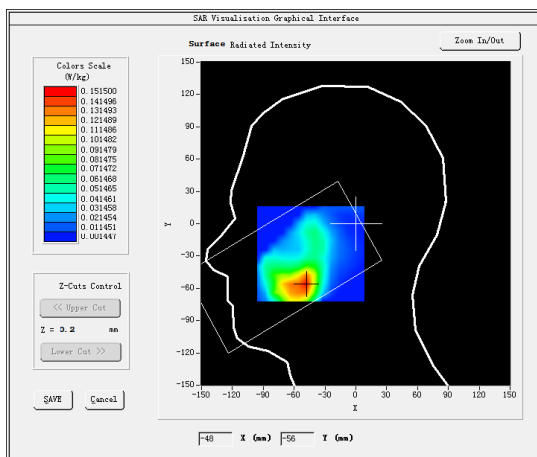 SAR Visualisation Graphical Interface
Surface Radiated Intensity
Zoom In/Out
Colors Scale
(W/kg)
0.151500
0.141496
0.131493
0.121489
0.111486
0.101482
0.091479
0.081475
0.071472
0.061468
0.051465
0.041461
0.031458
0.021454
0.011451
0.001447
Z-Cuts Control
<< Upper Cut
Z = 3.2 mm
Lower Cut >>
SAVE
Cancel
150
120
90
60
30
0
-30
-60
-90
-120
-150
Y
-150 -120 -90 -60 -30 0 30 60 90 120 150
X
-48 X (mm) -56 Y (mm)